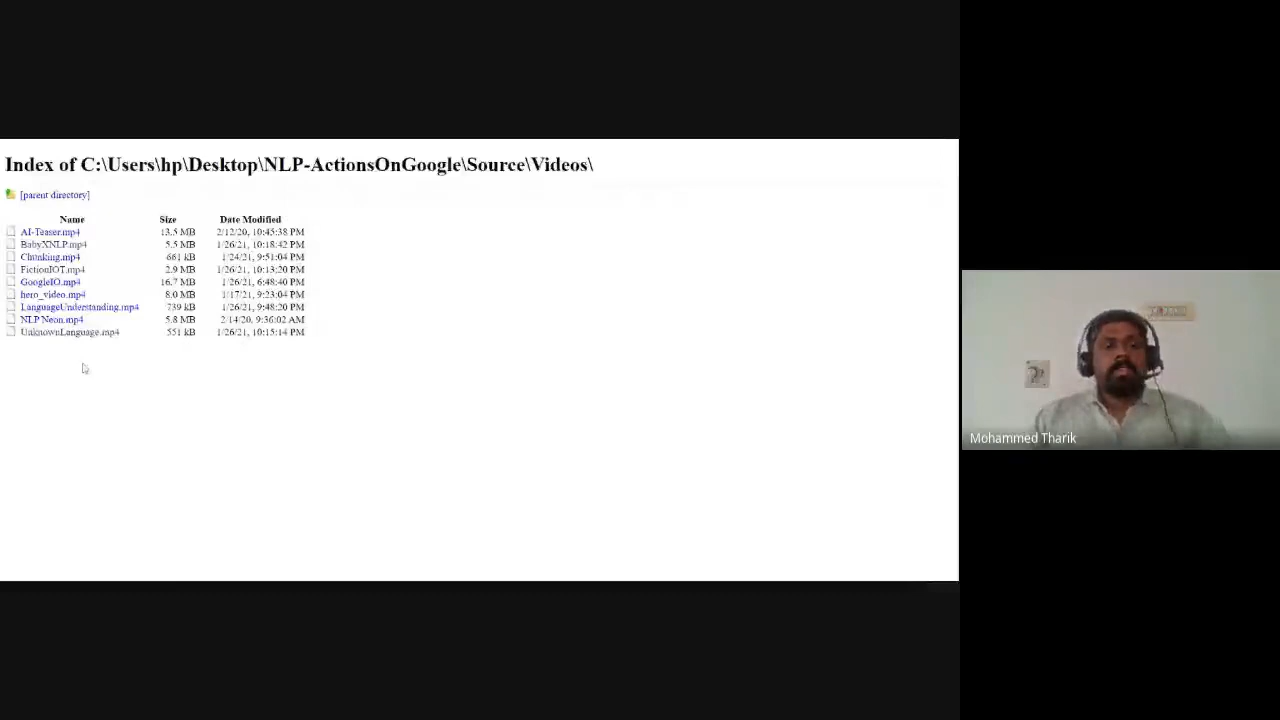 Index of C:\Users\hp\Desktop\NLP-ActionsOnGoogle\Source\Videos\
[parent directory]
Name Size Date Modified
AI-Teaser.mp4 13.5 MB 2/12/20, 10:45:38 PM
BabyXNLP.mp4 5.5 MB 1/26/21, 10:18:42 PM
Chunking.mp4 661 kB 1/24/21, 9:51:04 PM
FictionIOT.mp4 2.9 MB 1/26/21, 10:13:20 PM
GoogleIO.mp4 16.7 MB 1/26/21, 6:48:40 PM
hero_video.mp4 8.0 MB 1/17/21, 9:23:04 PM
LanguageUnderstanding.mp4 739 kB 1/26/21, 9:48:20 PM
NLP Neon.mp4 5.8 MB 2/14/20, 9:36:02 AM
UnknownLanguage.mp4 551 kB 1/26/21, 10:15:14 PM
Mohammed Tharik